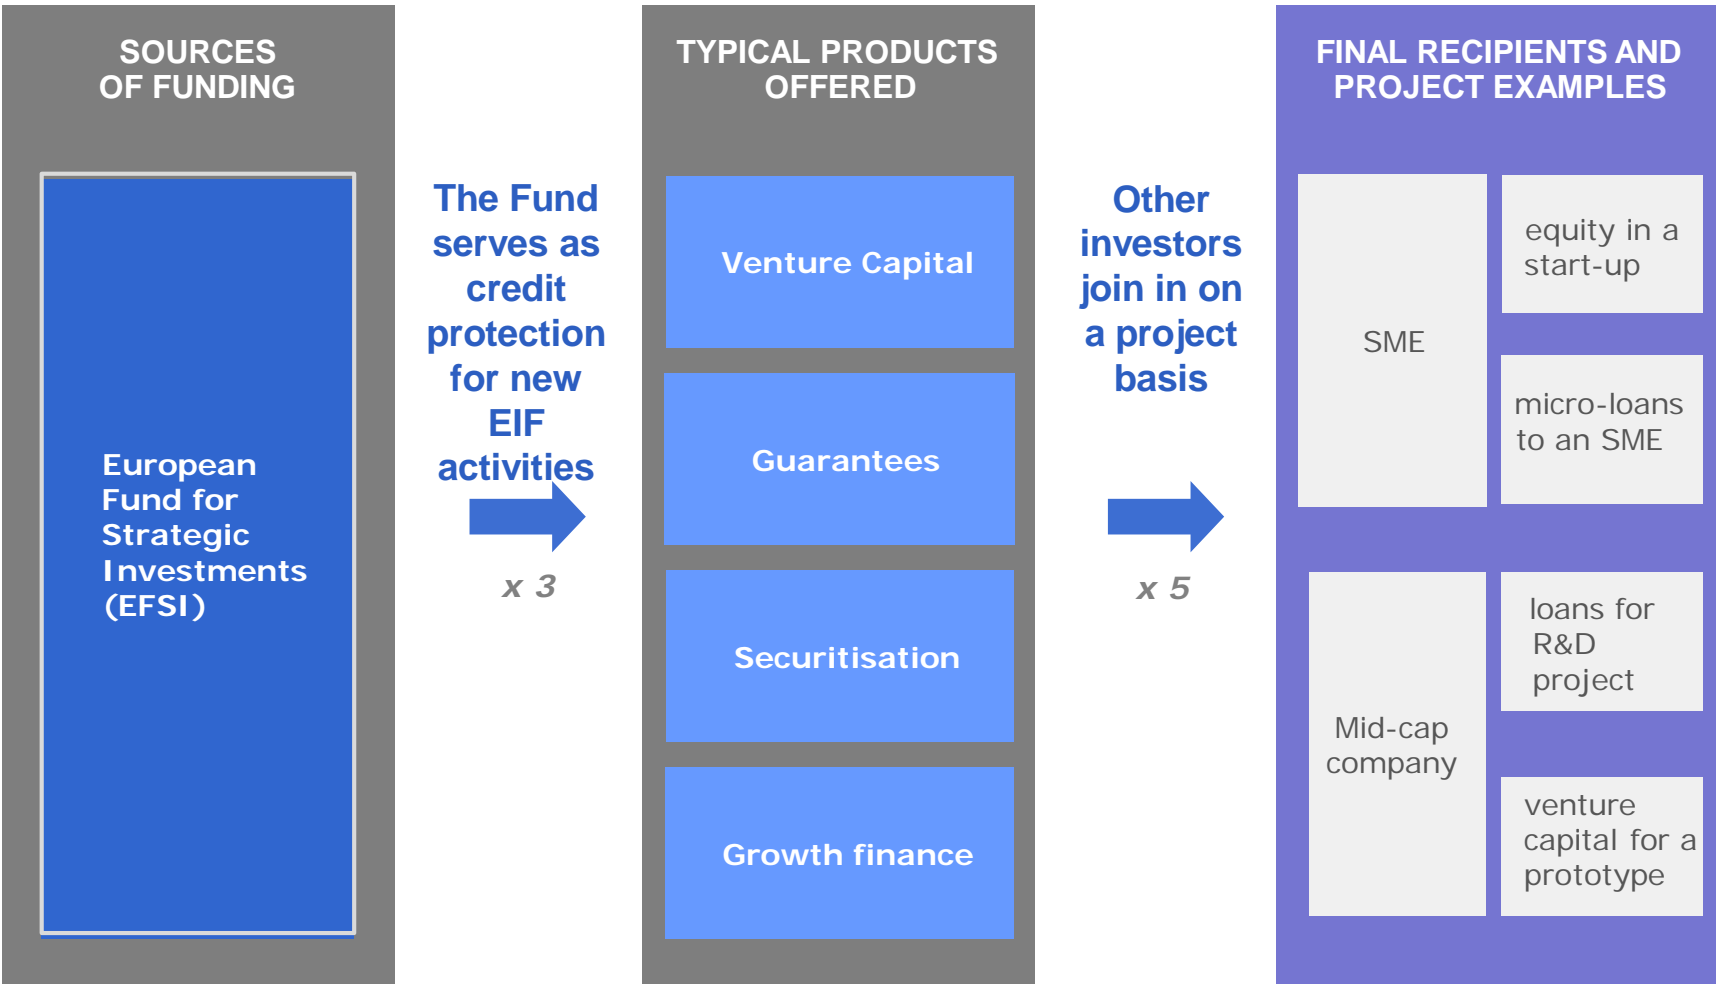 SOURCES
OF FUNDING
European
Fund for
Strategic
Investments
(EFSI)
The Fund
serves as
credit
protection
for new
EIF
activities
x 3
TYPICAL PRODUCTS
OFFERED
Venture Capital
Guarantees
Securitisation
Growth finance
Other
investors
join in on
a project
basis
x 5
FINAL RECIPIENTS AND
PROJECT EXAMPLES
SME
equity in a
start-up
micro-loans
to an SME
Mid-cap
company
loans for
R&D
project
venture
capital for a
prototype